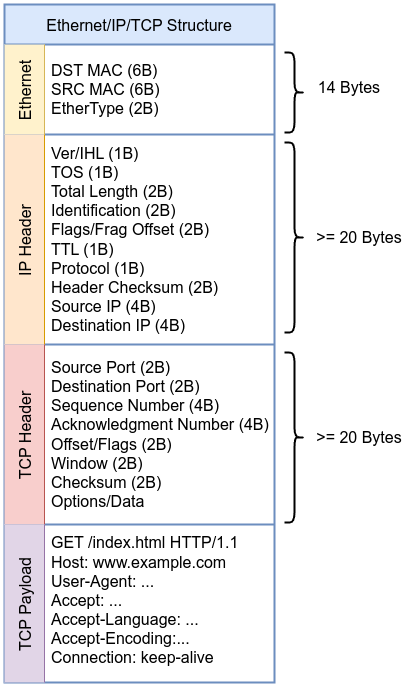 Ethernet/IP/TCP Structure
Ethernet
DST MAC (6B)
SRC MAC (6B)
EtherType (2B)
14 Bytes
IP Header
Ver/IHL (1B)
TOS (1B)
Total Length (2B)
Identification (2B)
Flags/Frag Offset (2B)
TTL (1B)
Protocol (1B)
Header Checksum (2B)
Source IP (4B)
Destination IP (4B)
>= 20 Bytes
TCP Header
Source Port (2B)
Destination Port (2B)
Sequence Number (4B)
Acknowledgment Number (4B)
Offset/Flags (2B)
Window (2B)
Checksum (2B)
Options/Data
>= 20 Bytes
TCP Payload
GET /index.html HTTP/1.1
Host: www.example.com
User-Agent: ...
Accept: ...
Accept-Language: ...
Accept-Encoding:...
Connection: keep-alive